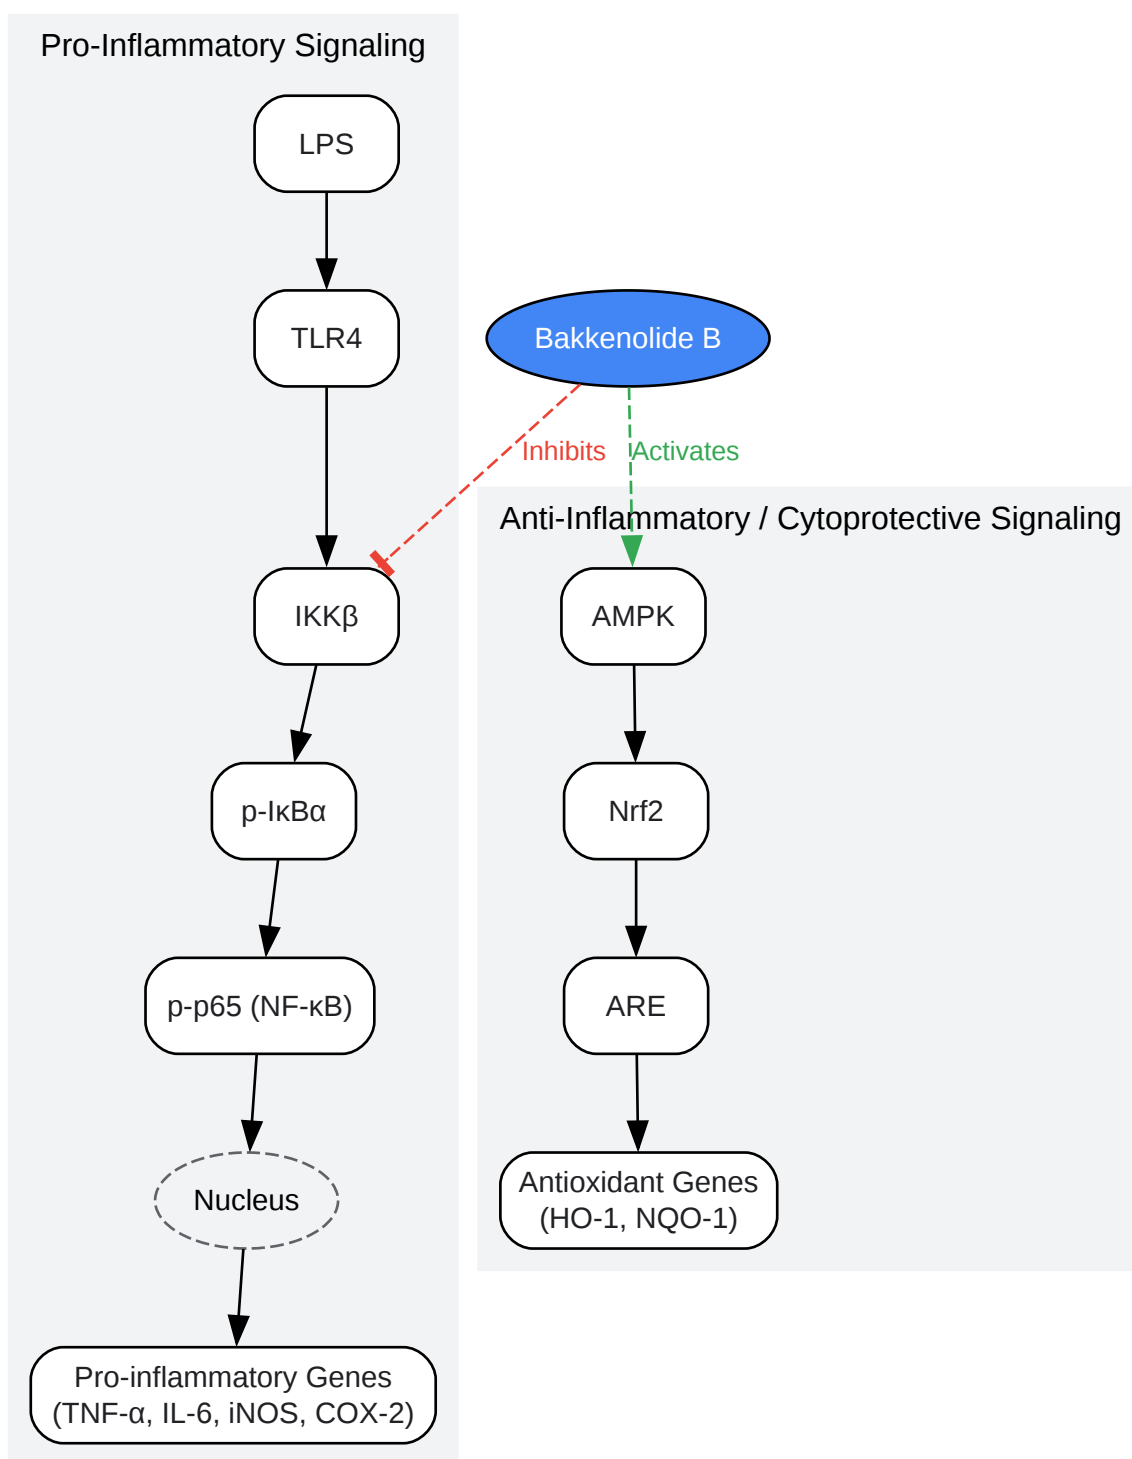 Pro-Inflammatory Signaling
LPS
TLR4
Bakkenolide B
Inhibits
Activates
Anti-Inflammatory / Cytoprotective Signaling
IKKβ
AMPK
p-IκBα
Nrf2
p-p65 (NF-κB)
ARE
Nucleus
Antioxidant Genes
(HO-1, NQO-1)
Pro-inflammatory Genes
(TNF-α, IL-6, iNOS, COX-2)